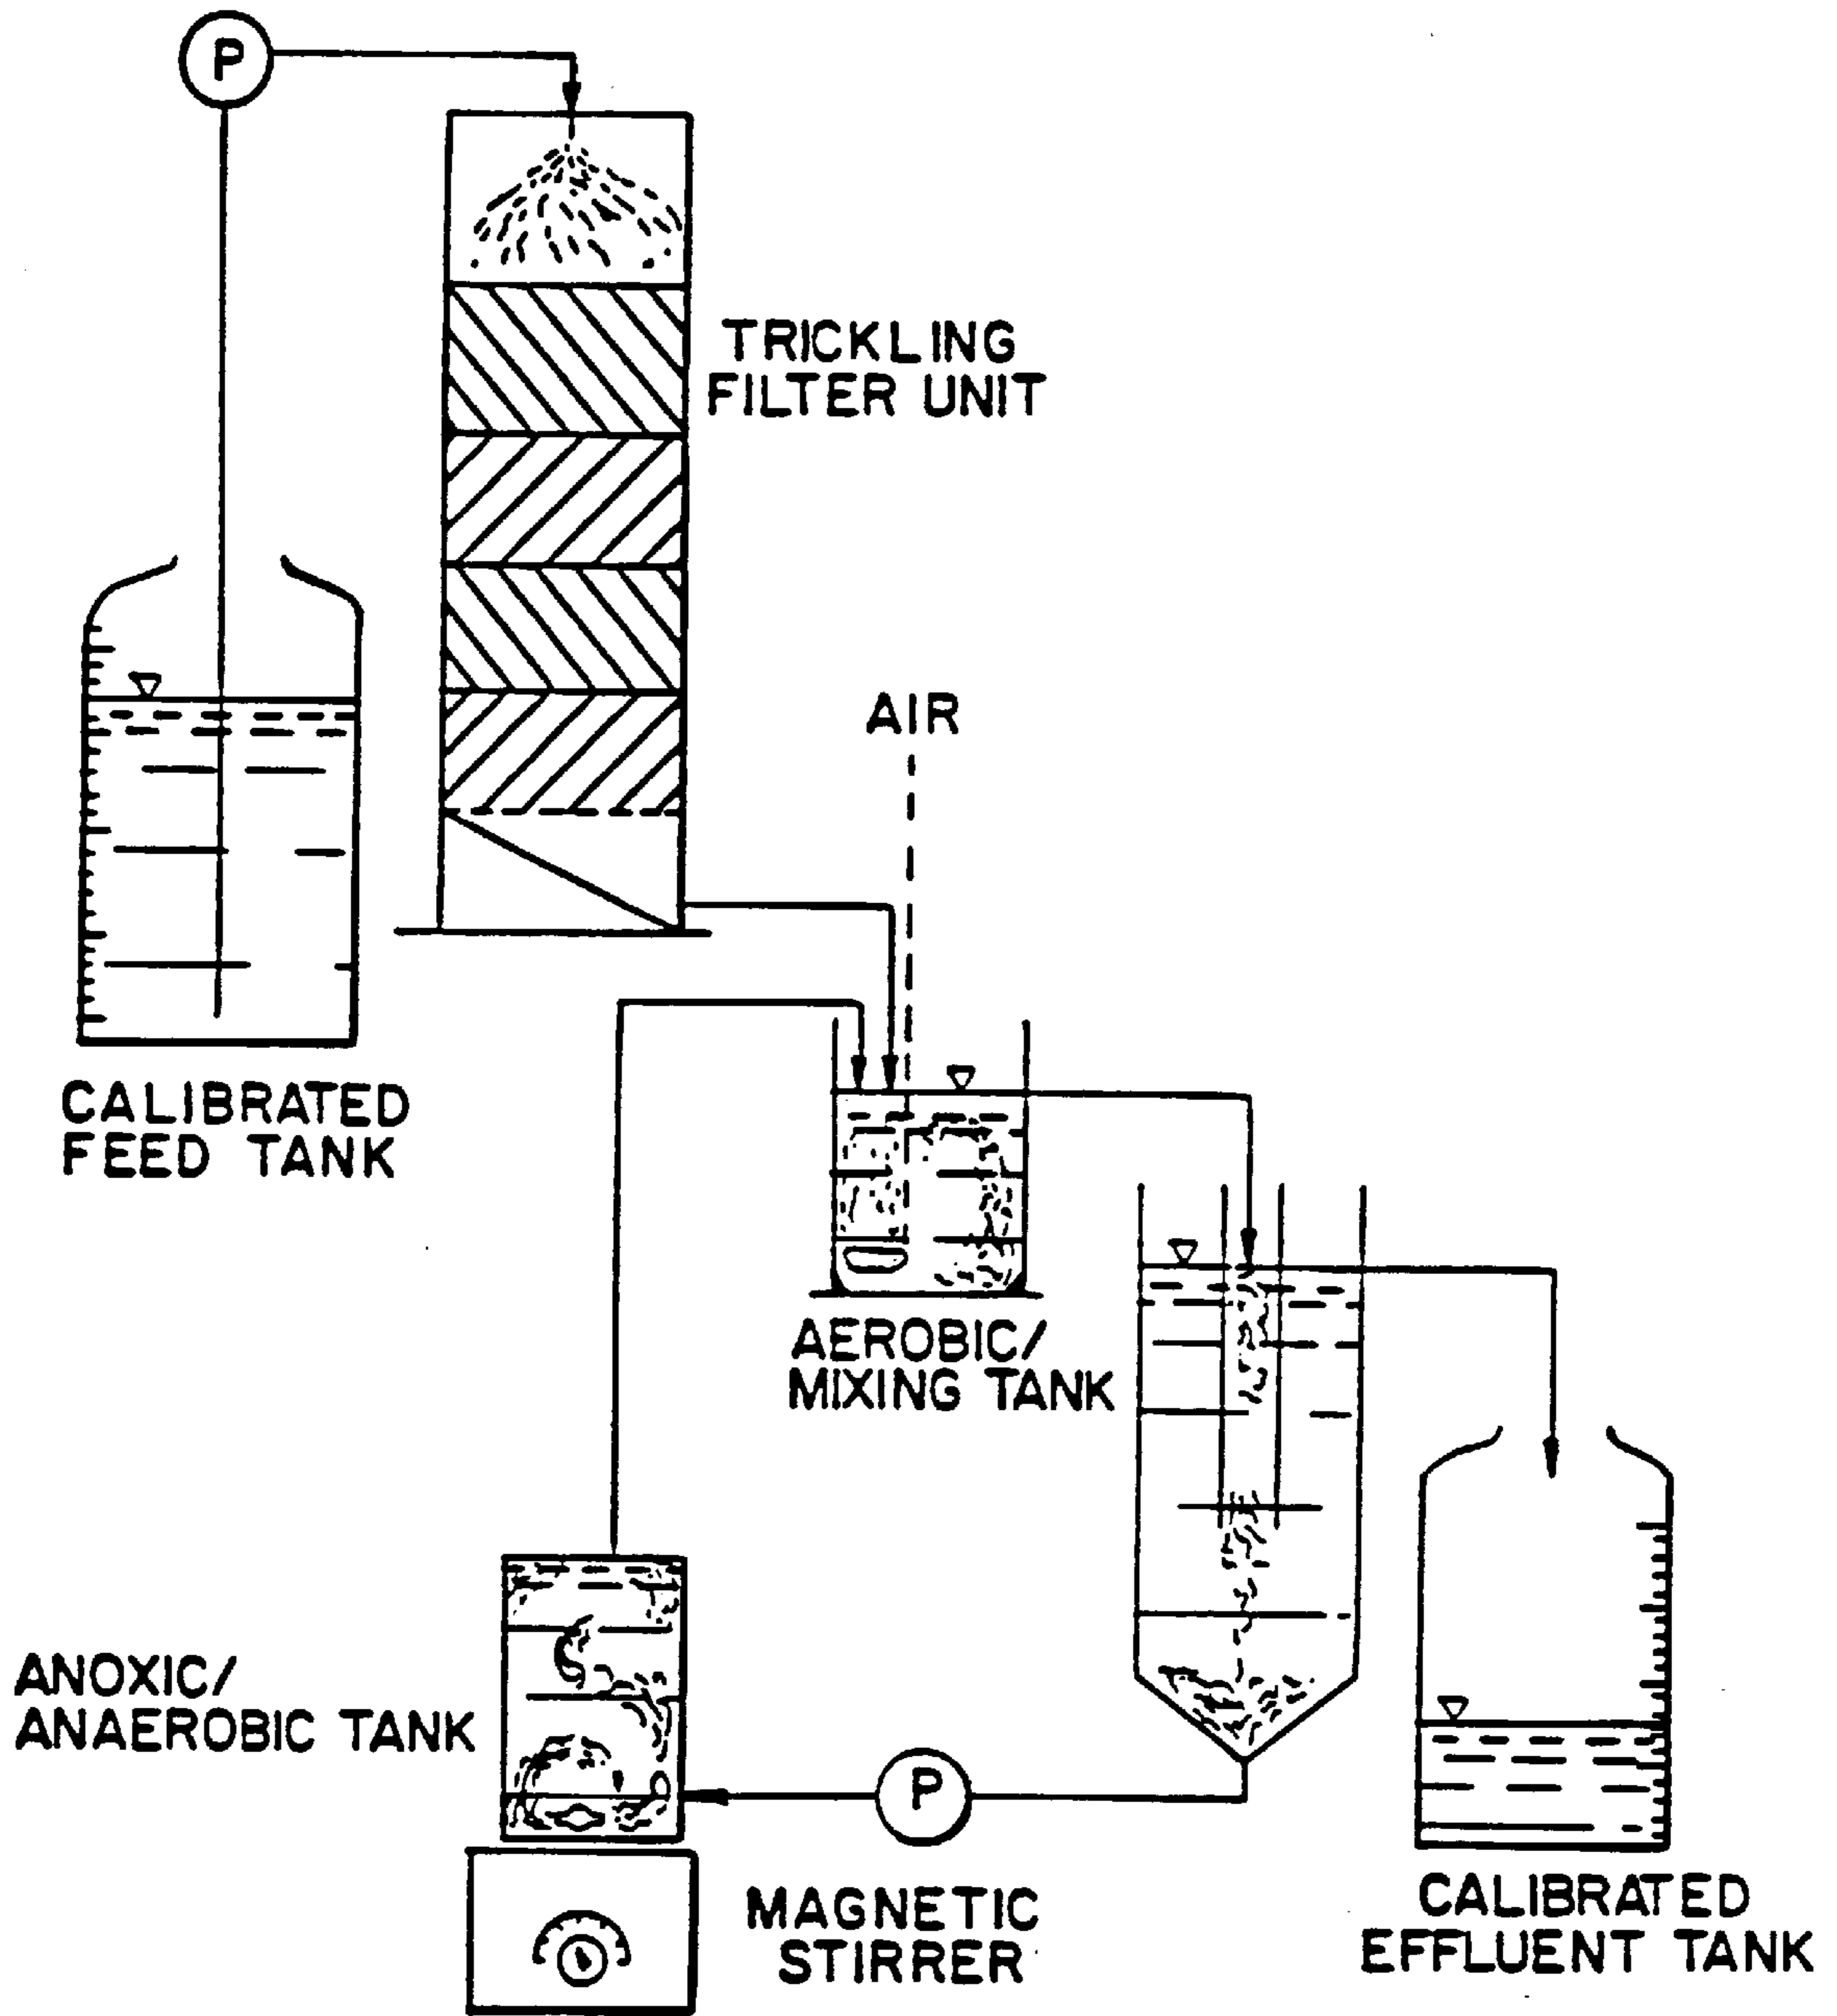 P
TRICKLING
FILTER UNIT
AIR
CALIBRATED
FEED TANK
AEROBIC/
MIXING TANK
ANOXIC/
ANAEROBIC TANK
P
MAGNETIC
STIRRER
CALIBRATED
EFFLUENT TANK